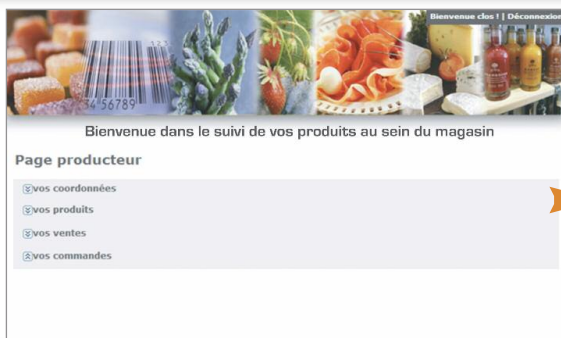 Bienvenue clos ! | Déconnexion
123
34 56789
Bienvenue dans le suivi de vos produits au sein du magasin
Page producteur
vos coordonnées
vos produits
vos ventes
vos commandes